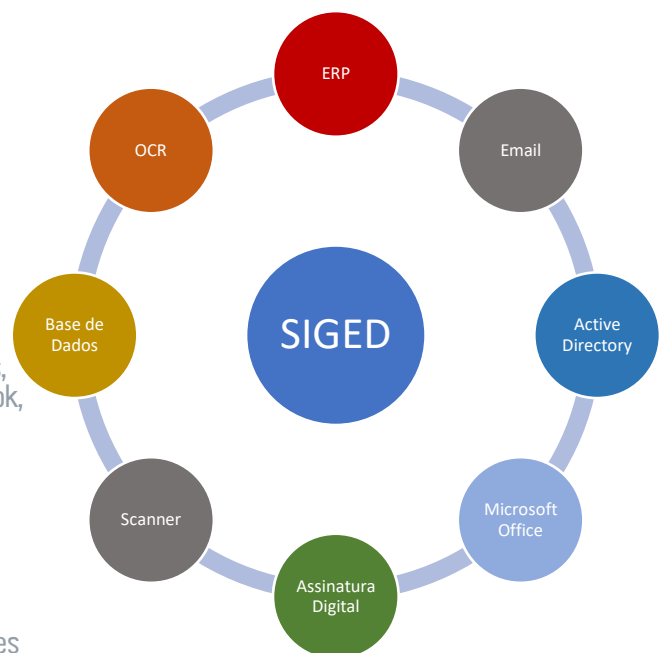 ERP
OCR
Email
Base de
Dados
SIGED
Active
Directory
Scanner
Microsoft
Office
Assinatura
Digital